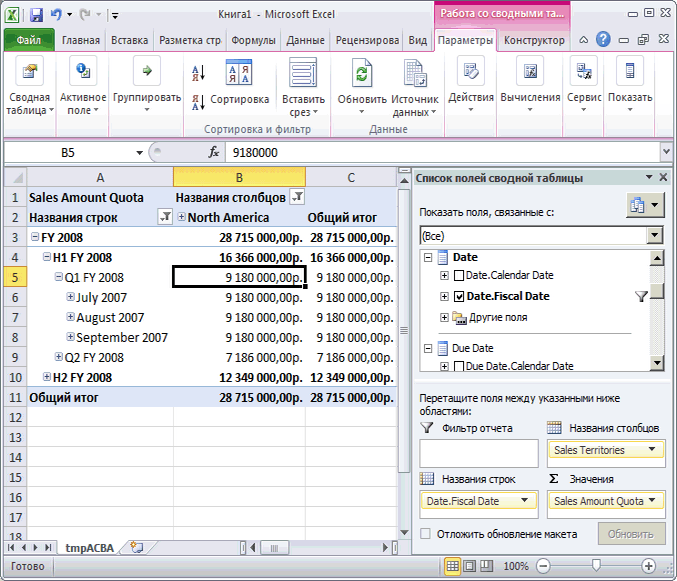 Книга1 - Microsoft Excel
Работа со сводными та...
Файл Главная Вставка Разметка стр Формулы Данные Рецензирова Вид Параметры Конструктор
Сводная таблица
Активное поле
Группировать
Сортировка
Вставить срез
Обновить
Источник данных
Действия
Вычисления
Сервис
Показать
Сортировка и фильтр
Данные
B5 fx 9180000
A B C
1 Sales Amount Quota Названия столбцов
2 Названия строк North America Общий итог
3 FY 2008 28 715 000,00р. 28 715 000,00р.
4 H1 FY 2008 16 366 000,00р. 16 366 000,00р.
5 Q1 FY 2008 9 180 000,00р. 9 180 000,00р.
6 July 2007 9 180 000,00р. 9 180 000,00р.
7 August 2007 9 180 000,00р. 9 180 000,00р.
8 September 2007 9 180 000,00р. 9 180 000,00р.
9 Q2 FY 2008 7 186 000,00р. 7 186 000,00р.
10 H2 FY 2008 12 349 000,00р. 12 349 000,00р.
11 Общий итог 28 715 000,00р. 28 715 000,00р.
12
13
14
15
16
17
18
tmpACBA
Список полей сводной таблицы
Показать поля, связанные с:
(Все)
Date
Date.Calendar Date
Date.Fiscal Date
Другие поля
Due Date
Due Date.Calendar Date
Перетащите поля между указанными ниже
областями:
Фильтр отчета
Названия столбцов
Sales Territories
Названия строк
Σ Значения
Date.Fiscal Date
Sales Amount Quota
Отложить обновление макета
Обновить
Готово
100%